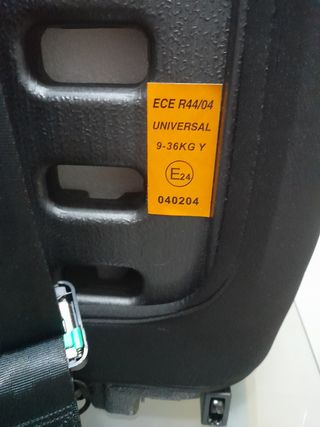 ECE R44/04
UNIVERSAL
9-36KG Y
E24
040204